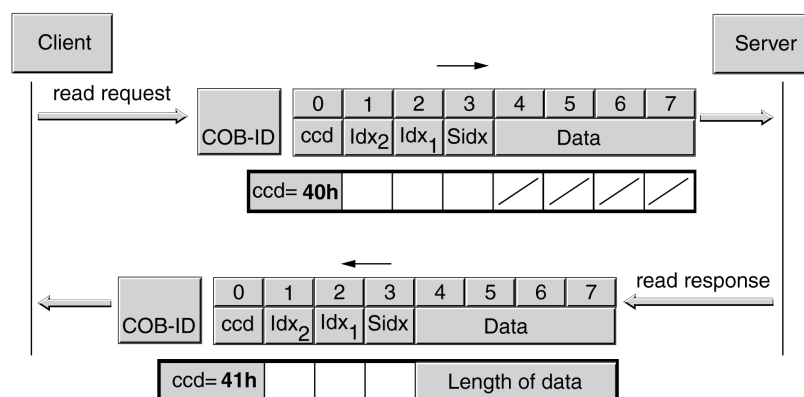 Client
Server
read request
COB-ID
0 1 2 3 4 5 6 7
ccd Idx2 Idx1 Sidx Data
ccd= 40h
read response
COB-ID
0 1 2 3 4 5 6 7
ccd Idx2 Idx1 Sidx Data
ccd= 41h Length of data